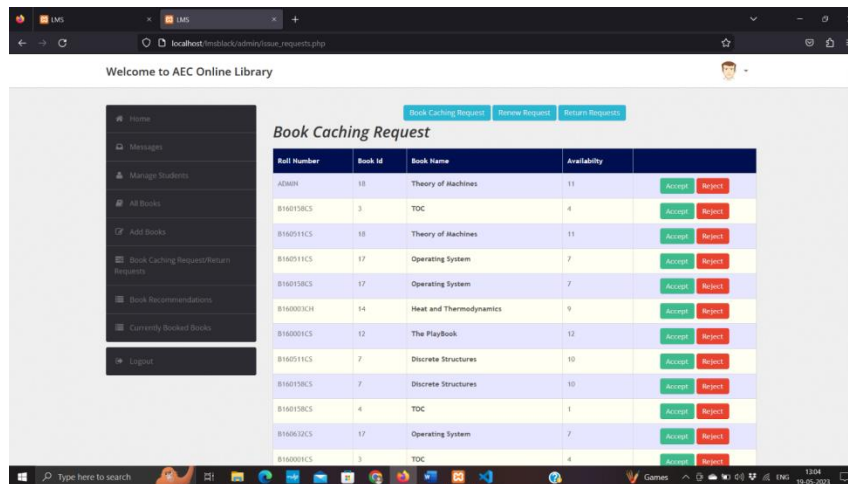 LMS
LMS
localhost/lmsblack/admin/issue_requests.php
Welcome to AEC Online Library
Home
Messages
Manage Students
All Books
Add Books
Book Caching Request/Return
Requests
Book Recommendations
Currently Booked Books
Logout
Book Caching Request Renew Request Return Requests
Book Caching Request
Roll Number Book Id Book Name Availabilty
ADMIN 18 Theory of Machines 11 Accept Reject
B160158CS 3 TOC 4 Accept Reject
B160511CS 18 Theory of Machines 11 Accept Reject
B160511CS 17 Operating System 7 Accept Reject
B160158CS 17 Operating System 7 Accept Reject
B160003CH 14 Heat and Thermodynamics 9 Accept Reject
B160001CS 12 The PlayBook 12 Accept Reject
B160511CS 7 Discrete Structures 10 Accept Reject
B160158CS 7 Discrete Structures 10 Accept Reject
B160158CS 4 TOC 1 Accept Reject
B160632CS 17 Operating System 7 Accept Reject
B160001CS 3 TOC 4 Accept Reject
Type here to search
Games
ENG
13:04
19-05-2023